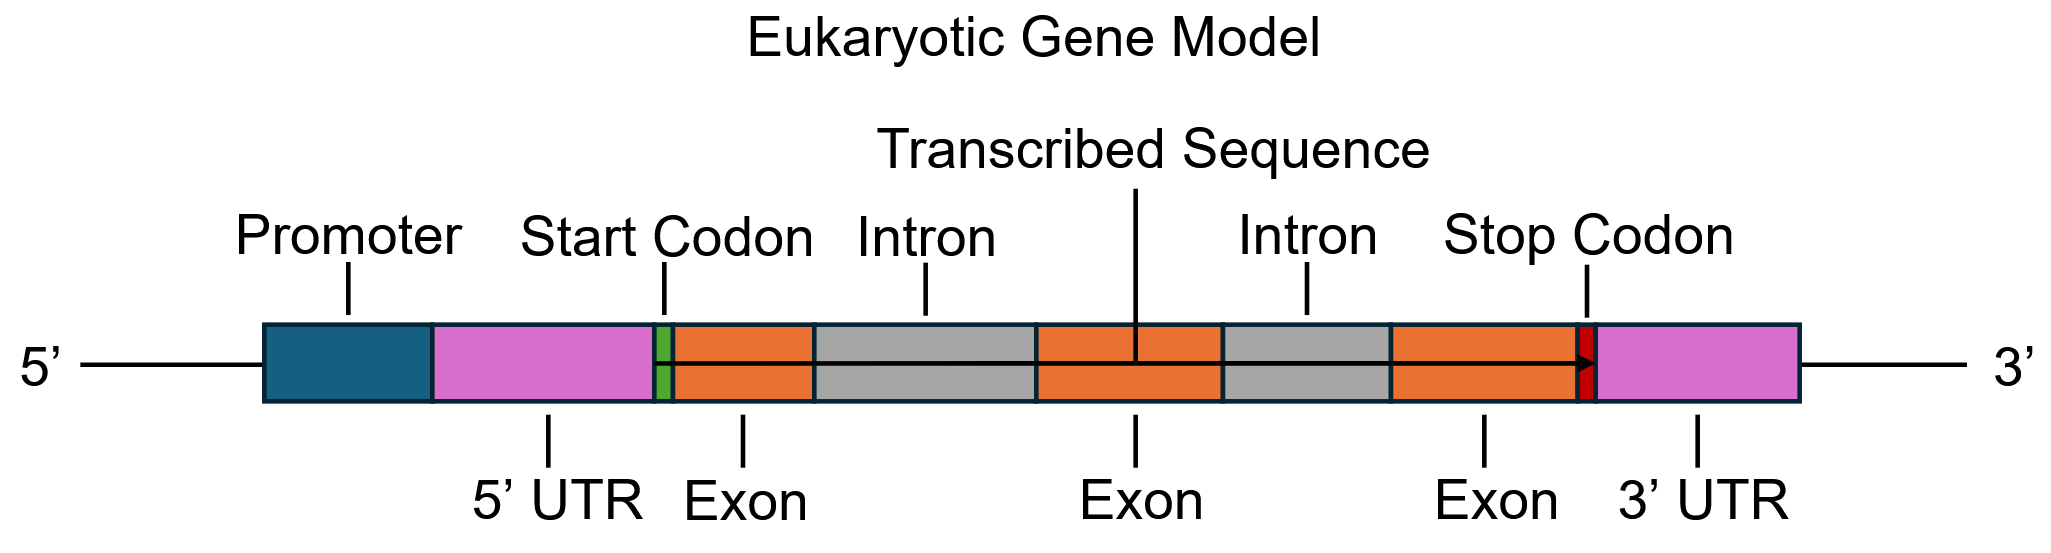 Eukaryotic Gene Model
Transcribed Sequence
Promoter
Start Codon
Intron
Intron
Stop Codon
5’
3’
5’ UTR
Exon
Exon
Exon
3’ UTR